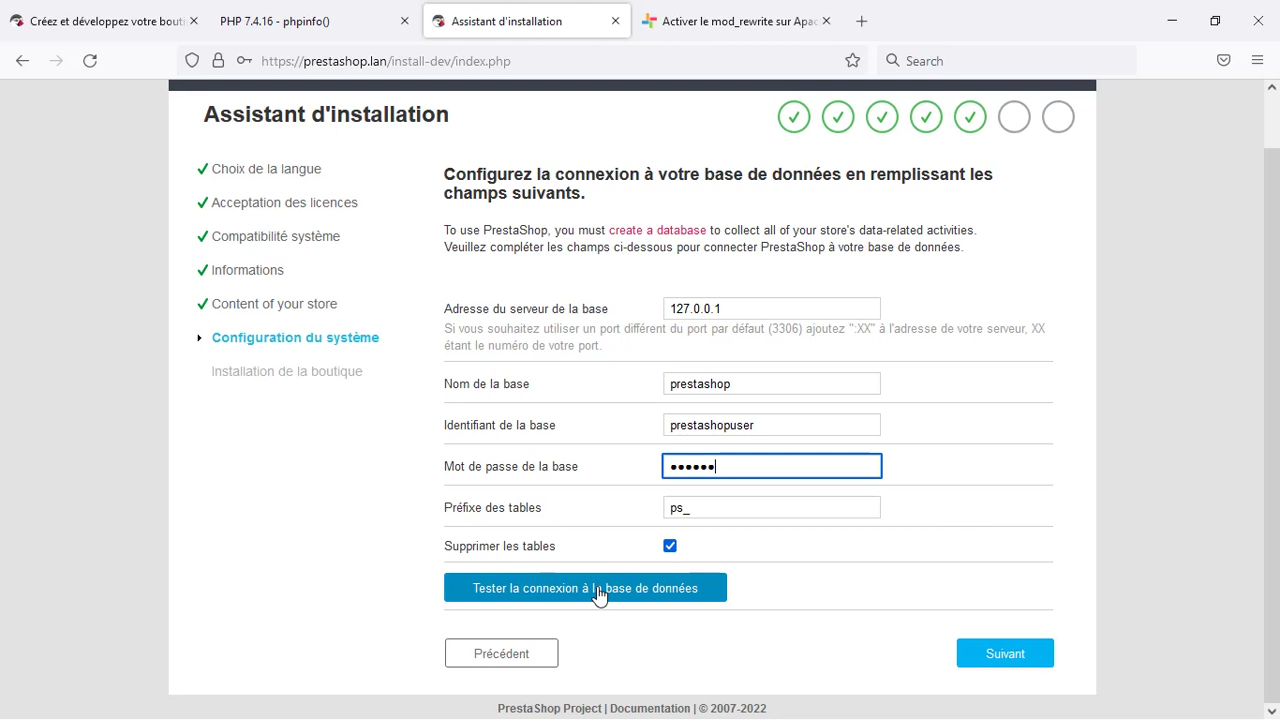 Créez et développez votre bouti
PHP 7.4.16 - phpinfo()
Assistant d'installation
Activer le mod_rewrite sur Apac
https://prestashop.lan/install-dev/index.php
Search
Assistant d'installation
Choix de la langue
Acceptation des licences
Compatibilité système
Informations
Content of your store
Configuration du système
Installation de la boutique
Configurez la connexion à votre base de données en remplissant les
champs suivants.
To use PrestaShop, you must create a database to collect all of your store's data-related activities.
Veuillez compléter les champs ci-dessous pour connecter PrestaShop à votre base de données.
Adresse du serveur de la base 127.0.0.1
Si vous souhaitez utiliser un port différent du port par défaut (3306) ajoutez ":XX" à l'adresse de votre serveur, XX
étant le numéro de votre port.
Nom de la base prestashop
Identifiant de la base prestashopuser
Mot de passe de la base ●●●●●●
Préfixe des tables ps_
Supprimer les tables
Tester la connexion à la base de données
Précédent
Suivant
PrestaShop Project | Documentation | © 2007-2022